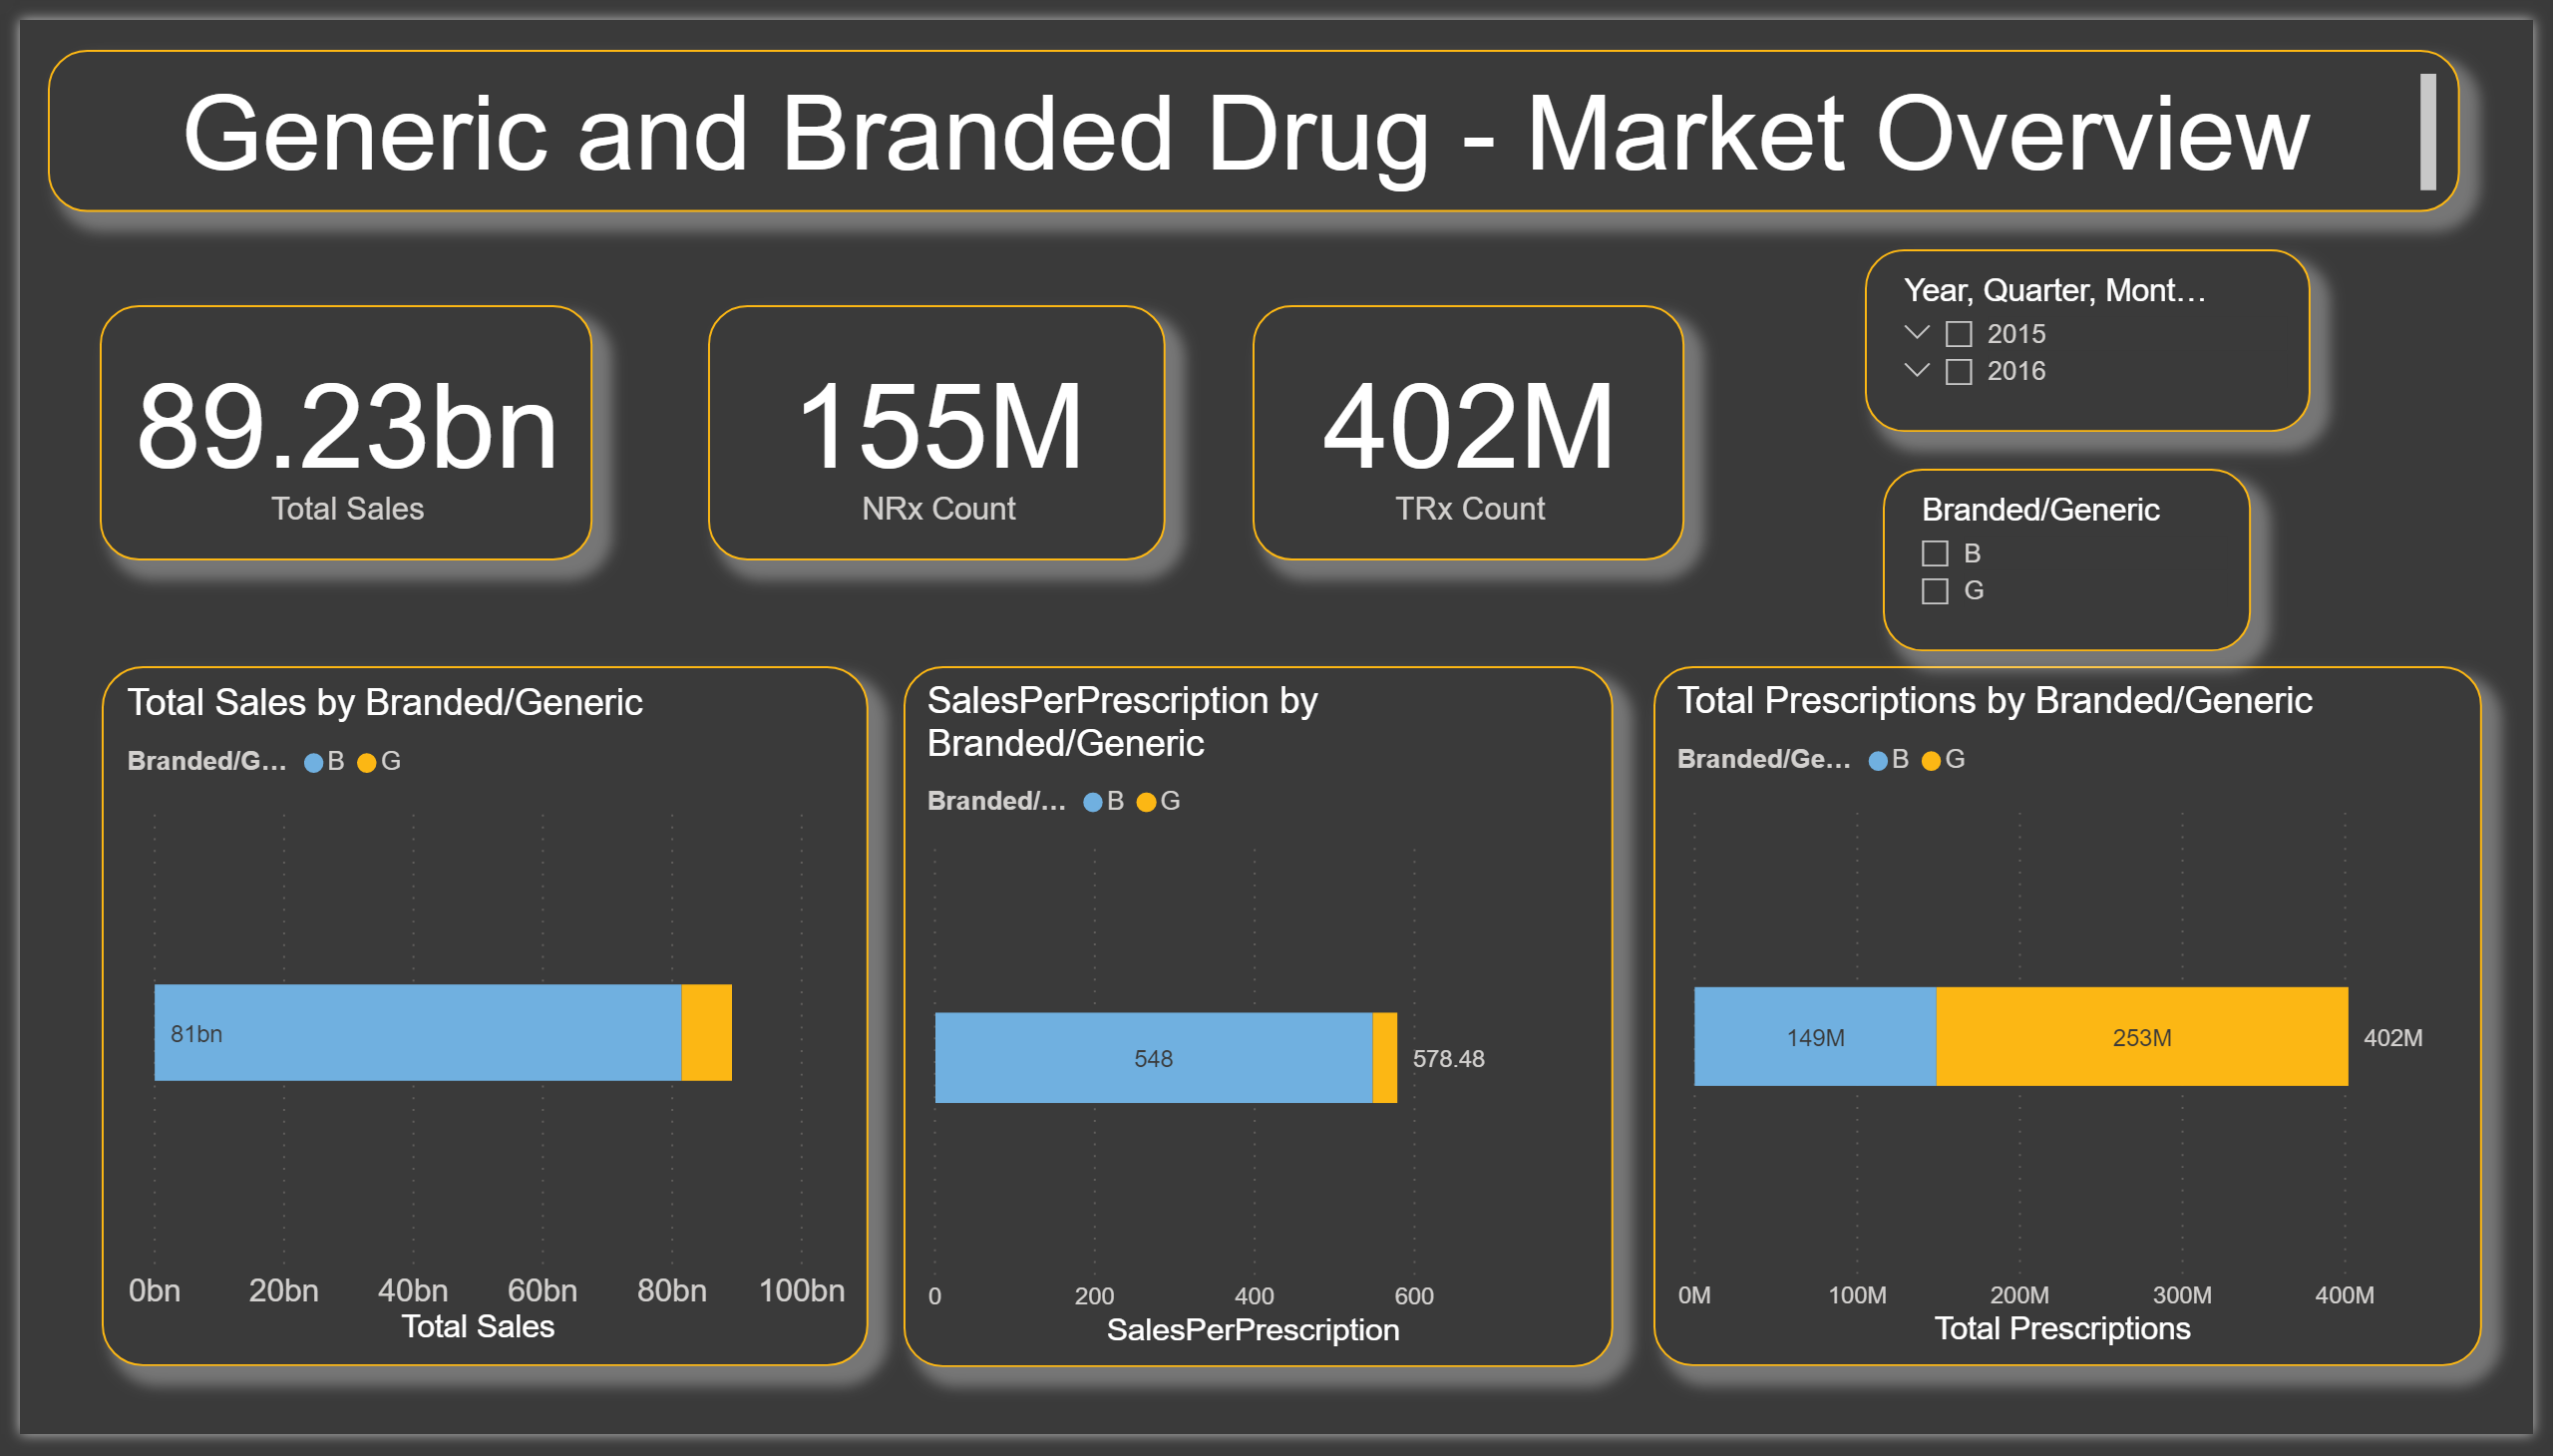 Generic and Branded Drug - Market Overview
89.23bn
Total Sales
155M
NRx Count
402M
TRx Count
Year, Quarter, Mont...
2015
2016
Branded/Generic
B
G
Total Sales by Branded/Generic
Branded/G... B G
81bn
0bn 20bn 40bn 60bn 80bn 100bn
Total Sales
SalesPerPrescription by
Branded/Generic
Branded/... B G
548 578.48
0 200 400 600
SalesPerPrescription
Total Prescriptions by Branded/Generic
Branded/Ge... B G
149M 253M 402M
0M 100M 200M 300M 400M
Total Prescriptions